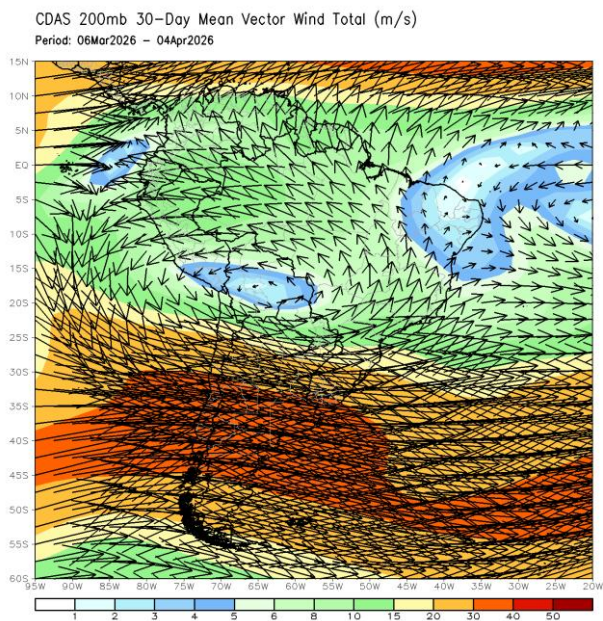 CDAS 200mb 30-Day Mean Vector Wind Total (m/s)
Period: 06Mar2026 - 04Apr2026
15N
10N
5N
EQ
5S
10S
15S
20S
25S
30S
35S
40S
45S
50S
55S
60S
95W 90W 85W 80W 75W 70W 65W 60W 55W 50W 45W 40W 35W 30W 25W 20W
1 2 3 4 5 6 8 10 15 20 30 40 50